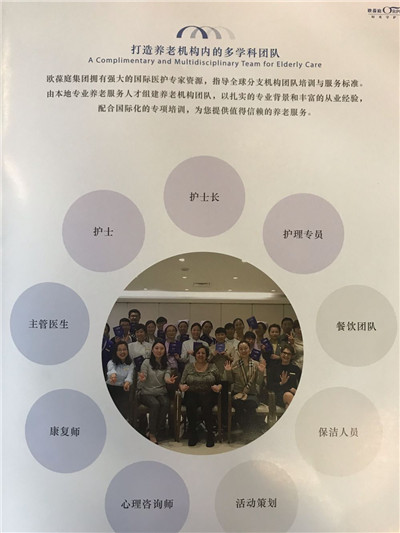 打造养老机构内的多学科团队
A Complimentary and Multidisciplinary Team for Elderly Care
欧葆庭集团拥有强大的国际医护专家资源，指导全球分支机构团队培训与服务标准。
由本地专业养老服务人才组建养老机构团队，以扎实的专业背景和丰富的从业经验，
配合国际化的专项培训，为您提供值得信赖的养老服务。
护士长
护士
护理专员
主管医生
餐饮团队
康复师
保洁人员
心理咨询师
活动策划